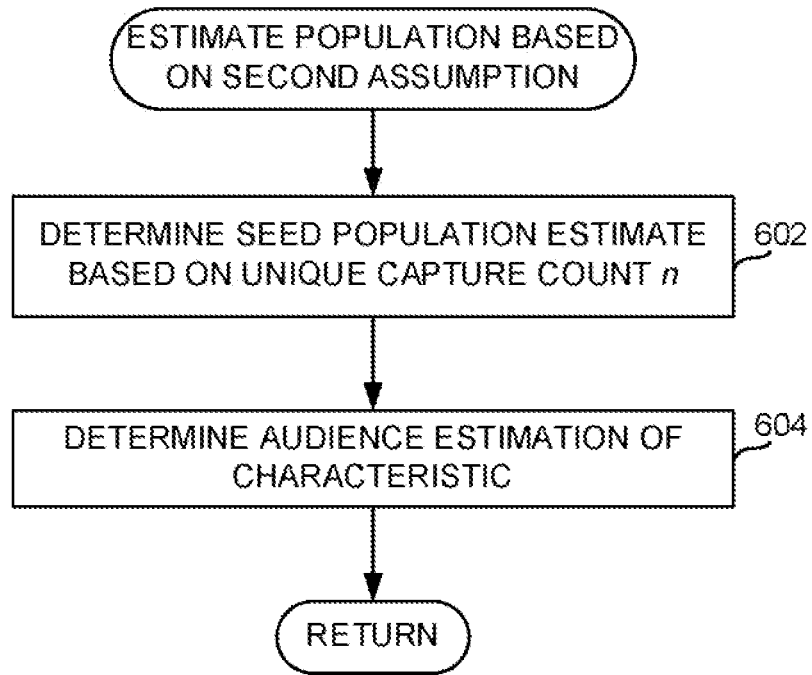 ESTIMATE POPULATION BASED
ON SECOND ASSUMPTION
DETERMINE SEED POPULATION ESTIMATE
BASED ON UNIQUE CAPTURE COUNT n
602
DETERMINE AUDIENCE ESTIMATION OF
CHARACTERISTIC
604
RETURN